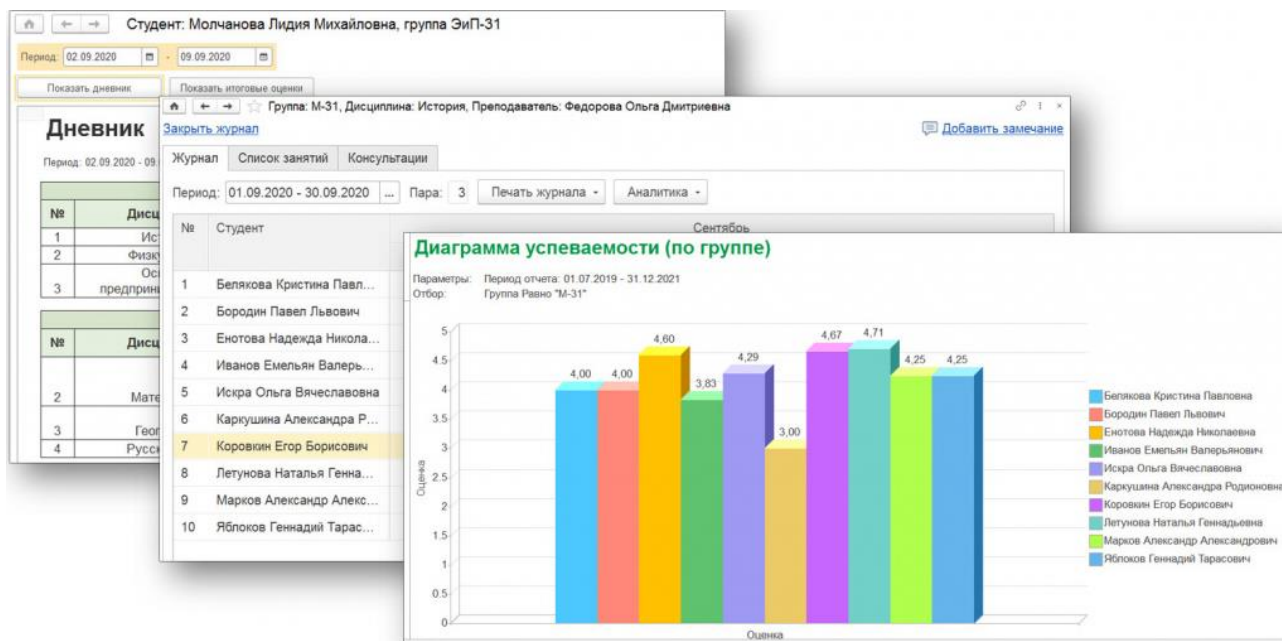 Студент: Молчанова Лидия Михайловна, группа ЭиП-31
Период: 02.09.2020 - 09.09.2020
Показать дневник Показать итоговые оценки
Дневник
Период: 02.09.2020 - 09
№
1
2
3 предприн
№
2
3
4
Группа: М-31, Дисциплина: История, Преподаватель: Федорова Ольга Дмитриевна
Закрыть журнал Добавить замечание
Журнал Список занятий Консультации
Период: 01.09.2020 - 30.09.2020 ... Пара: 3 Печать журнала Аналитика
№ Студент Сентябрь
1 Белякова Кристина Павл...
2 Бородин Павел Львович
3 Енотова Надежда Никола...
4 Иванов Емельян Валерь...
5 Искра Ольга Вячеславовна
6 Каркушина Александра Р...
7 Коровкин Егор Борисович
8 Летунова Наталья Генна...
9 Марков Александр Алекс...
10 Яблоков Геннадий Тарас...
Диаграмма успеваемости (по группе)
Параметры: Период отчета: 01.07.2019 - 31.12.2021
Отбор: Группа Равно "М-31"
5
4.5
4
3.5
3
2.5
2
1.5
1
0.5
0
Оценка
4,00 4,00 4,60 3,83 4,29 3,00 4,67 4,71 4,25 4,25
Оценка
Белякова Кристина Павловна
Бородин Павел Львович
Енотова Надежда Николаевна
Иванов Емельян Валерьянович
Искра Ольга Вячеславовна
Каркушина Александра Родионовна
Коровкин Егор Борисович
Летунова Наталья Геннадьевна
Марков Александр Александрович
Яблоков Геннадий Тарасович